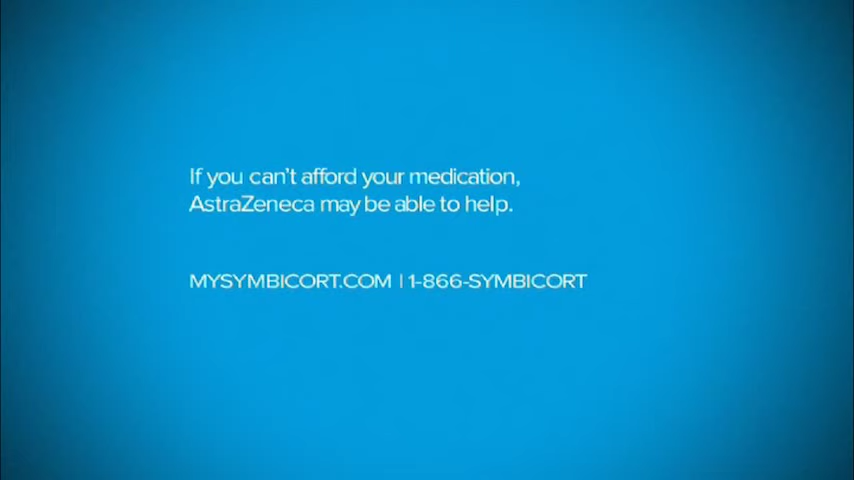 If you can't afford your medication,
AstraZeneca may be able to help.
MYSYMBICORT.COM | 1-866-SYMBICORT